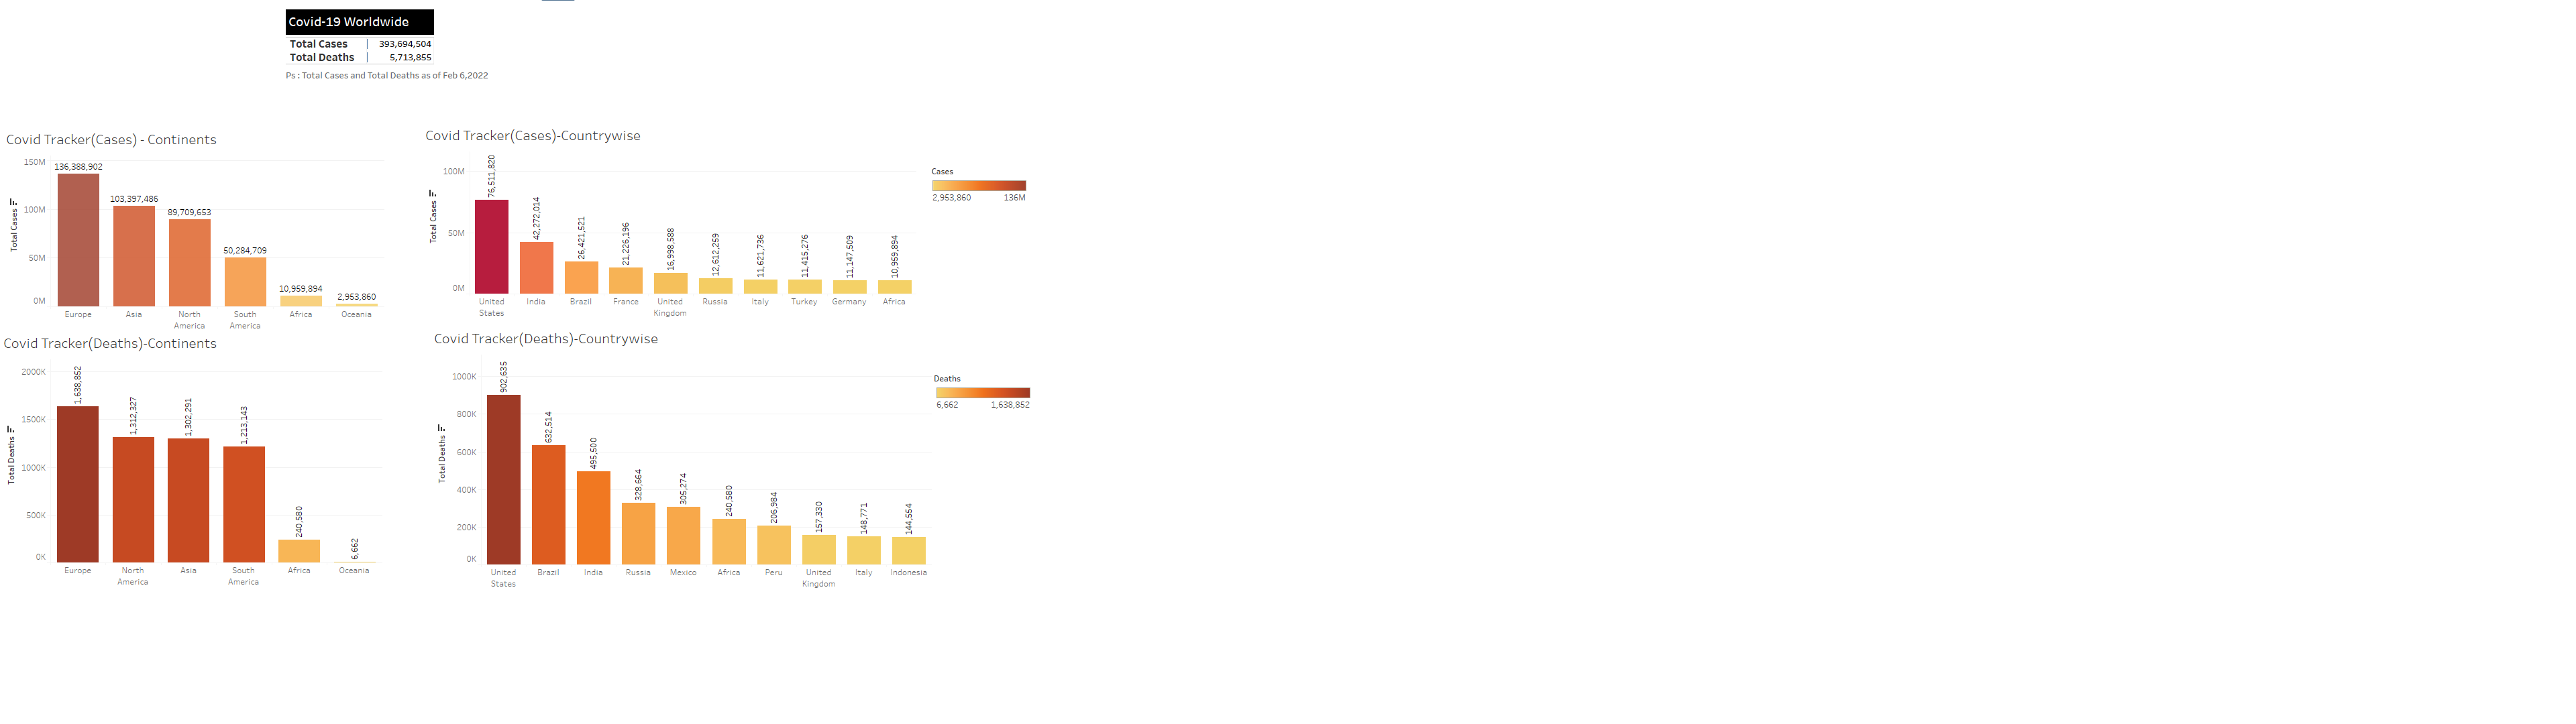 Covid-19 Worldwide
Total Cases 393,694,504
Total Deaths 5,713,855
Ps : Total Cases and Total Deaths as of Feb 6,2022
Covid Tracker(Cases) - Continents
Total Cases
150M
100M
50M
0M
136,388,902
103,397,486
89,709,653
50,284,709
10,959,894
2,953,860
Europe
Asia
North
America
South
America
Africa
Oceania
Covid Tracker(Cases)-Countrywise
Total Cases
100M
50M
0M
76,511,820
42,272,014
26,421,521
21,226,196
16,998,588
12,612,259
11,621,736
11,415,276
11,147,509
10,959,894
United
States
India
Brazil
France
United
Kingdom
Russia
Italy
Turkey
Germany
Africa
Cases
2,953,860 136M
Covid Tracker(Deaths)-Continents
Total Deaths
2000K
1500K
1000K
500K
0K
1,638,852
1,312,327
1,302,291
1,213,143
240,580
6,662
Europe
North
America
Asia
South
America
Africa
Oceania
Covid Tracker(Deaths)-Countrywise
Total Deaths
1000K
800K
600K
400K
200K
0K
902,635
632,514
495,500
328,664
305,274
240,580
206,984
157,330
148,771
144,554
United
States
Brazil
India
Russia
Mexico
Africa
Peru
United
Kingdom
Italy
Indonesia
Deaths
6,662 1,638,852